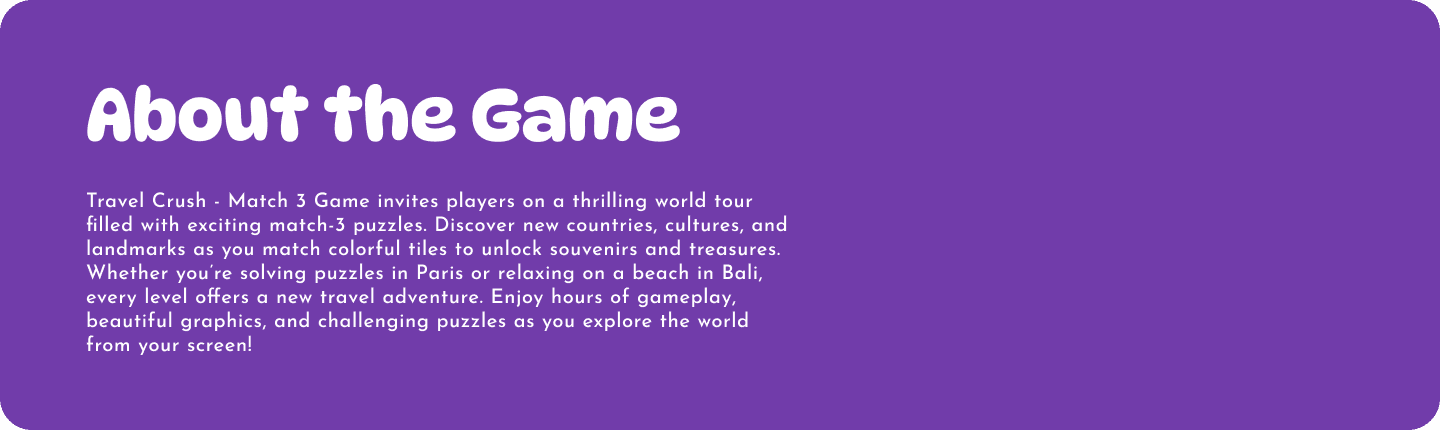 About the Game
Travel Crush - Match 3 Game invites players on a thrilling world tour
filled with exciting match-3 puzzles. Discover new countries, cultures, and
landmarks as you match colorful tiles to unlock souvenirs and treasures.
Whether you're solving puzzles in Paris or relaxing on a beach in Bali,
every level offers a new travel adventure. Enjoy hours of gameplay,
beautiful graphics, and challenging puzzles as you explore the world
from your screen!